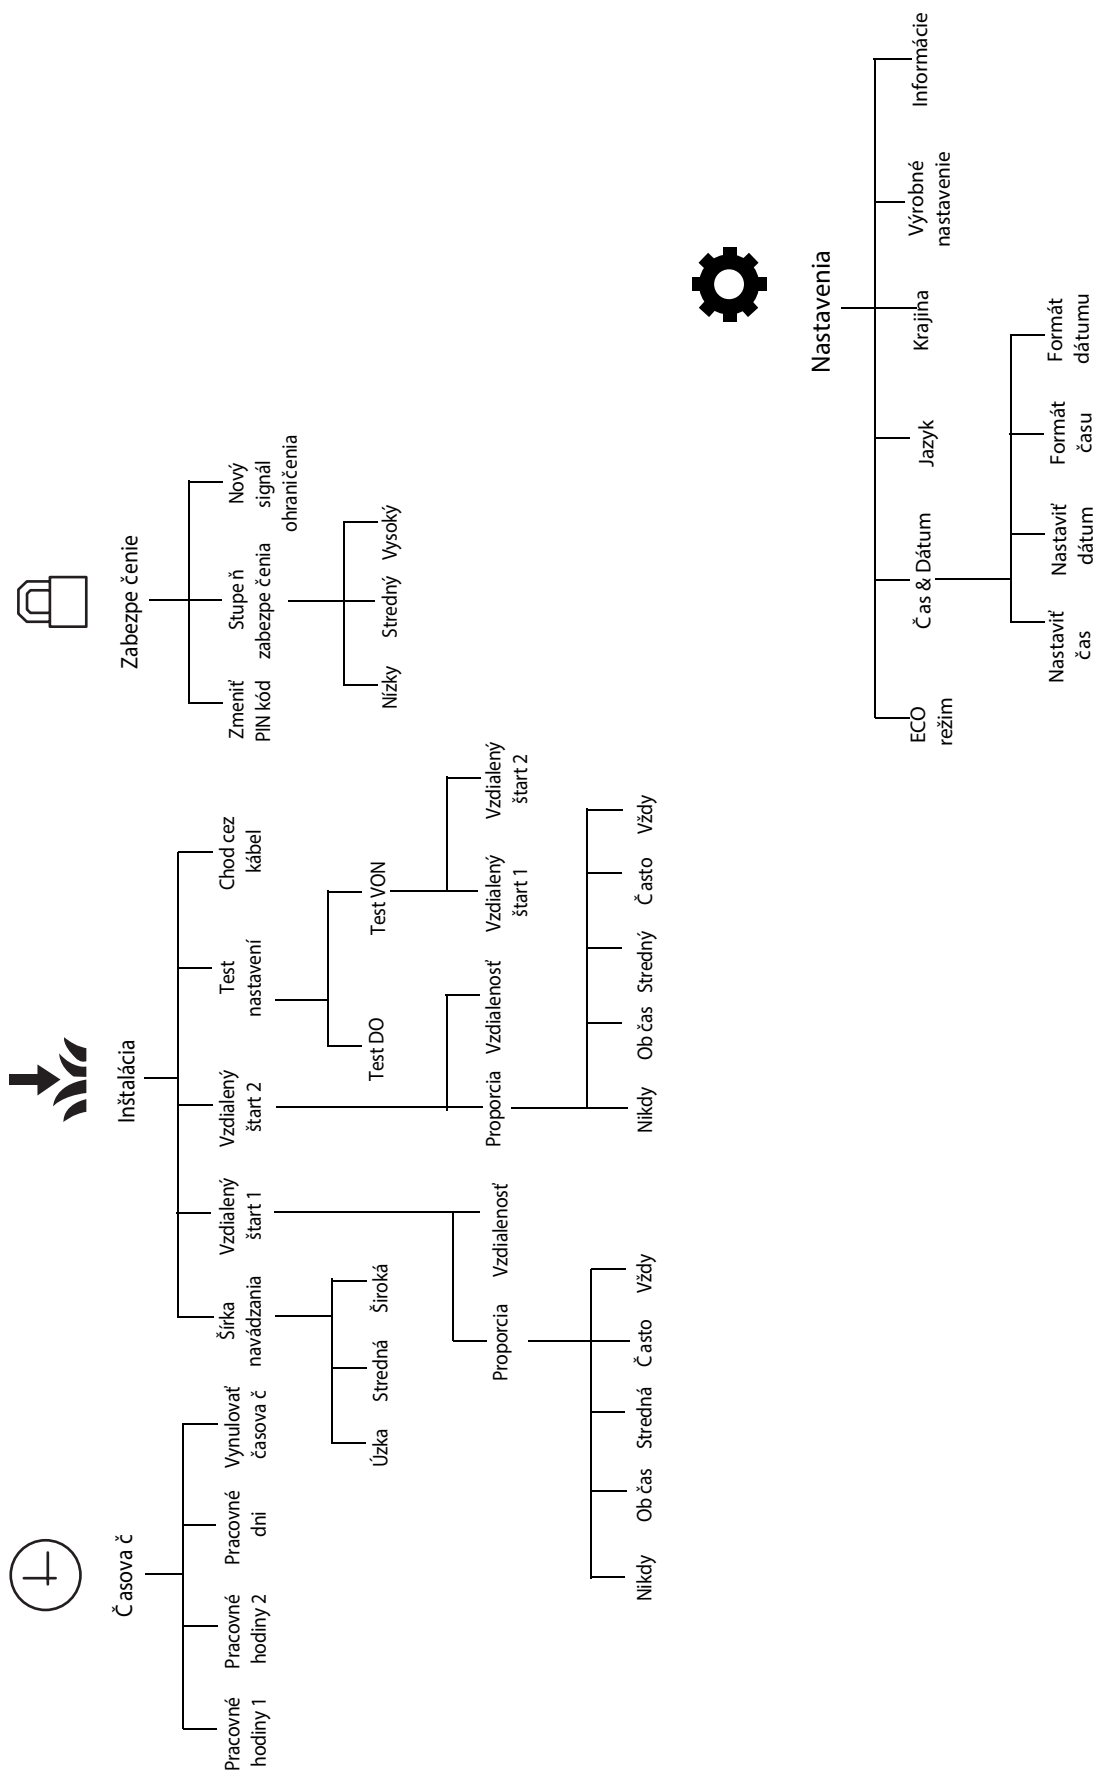 Časova č
Pracovné
hodiny 1
Pracovné
hodiny 2
Pracovné
dni
Vynulovať
časova č
Inštalácia
Šírka
navádzania
Úzka
Stredná
Široká
Vzdialený
štart 1
Proporcia
Nikdy
Ob čas
Stredná
Často
Vždy
Vzdialenosť
Vzdialený
štart 2
Proporcia
Nikdy
Ob čas
Stredný
Často
Vždy
Vzdialenosť
Test
nastavení
Test DO
Test VON
Vzdialený
štart 1
Vzdialený
štart 2
Chod cez
kábel
Zabezpe čenie
Zmeniť
PIN kód
Stupe ň
zabezpe čenia
Nízky
Stredný
Vysoký
Nový
signál
ohraničenia
Nastavenia
ECO
režim
Čas & Dátum
Nastaviť
čas
Nastaviť
dátum
Formát
času
Formát
dátumu
Jazyk
Krajina
Výrobné
nastavenie
Informácie